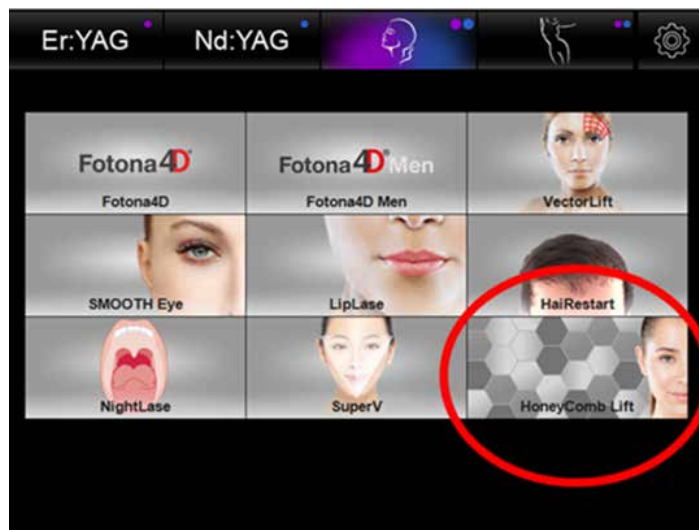 Er:YAG
Nd:YAG
Fotona4D®
Fotona4D
Fotona4D® Men
Fotona4D Men
VectorLift
SMOOTH Eye
LipLase
HaiRestart
NightLase
SuperV
HoneyComb Lift